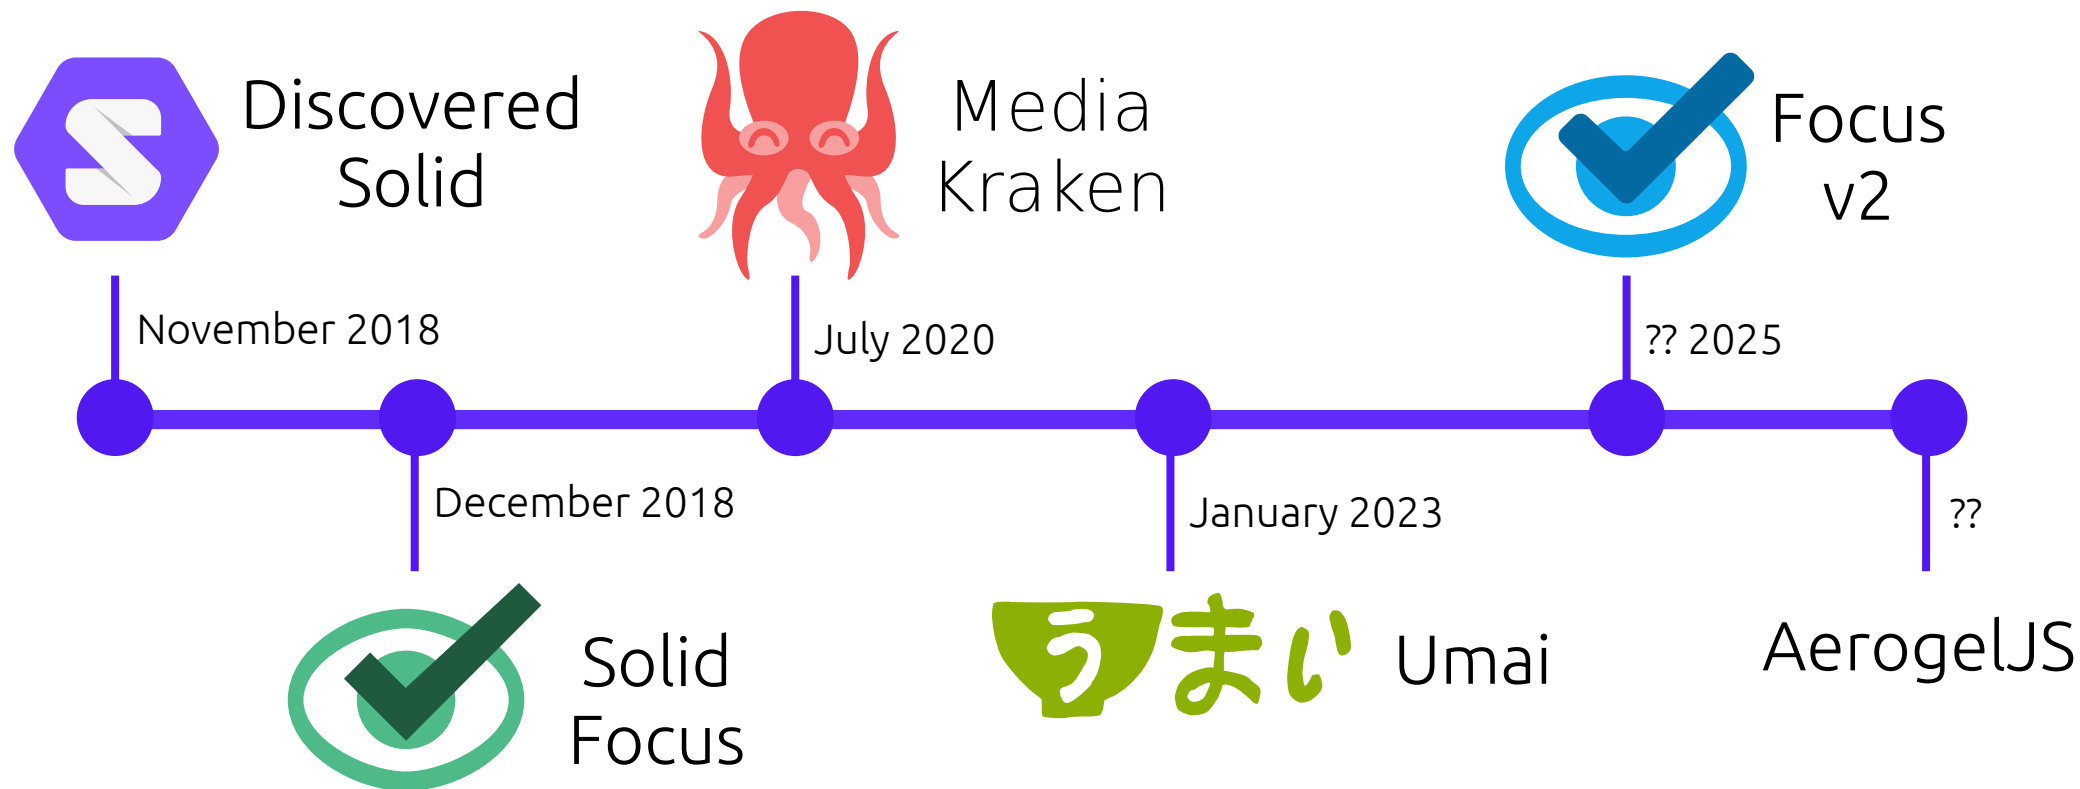 Discovered
Solid
November 2018
December 2018
Solid
Focus
Media
Kraken
July 2020
January 2023
うまい
Umai
Focus
v2
?? 2025
??
AerogelJS